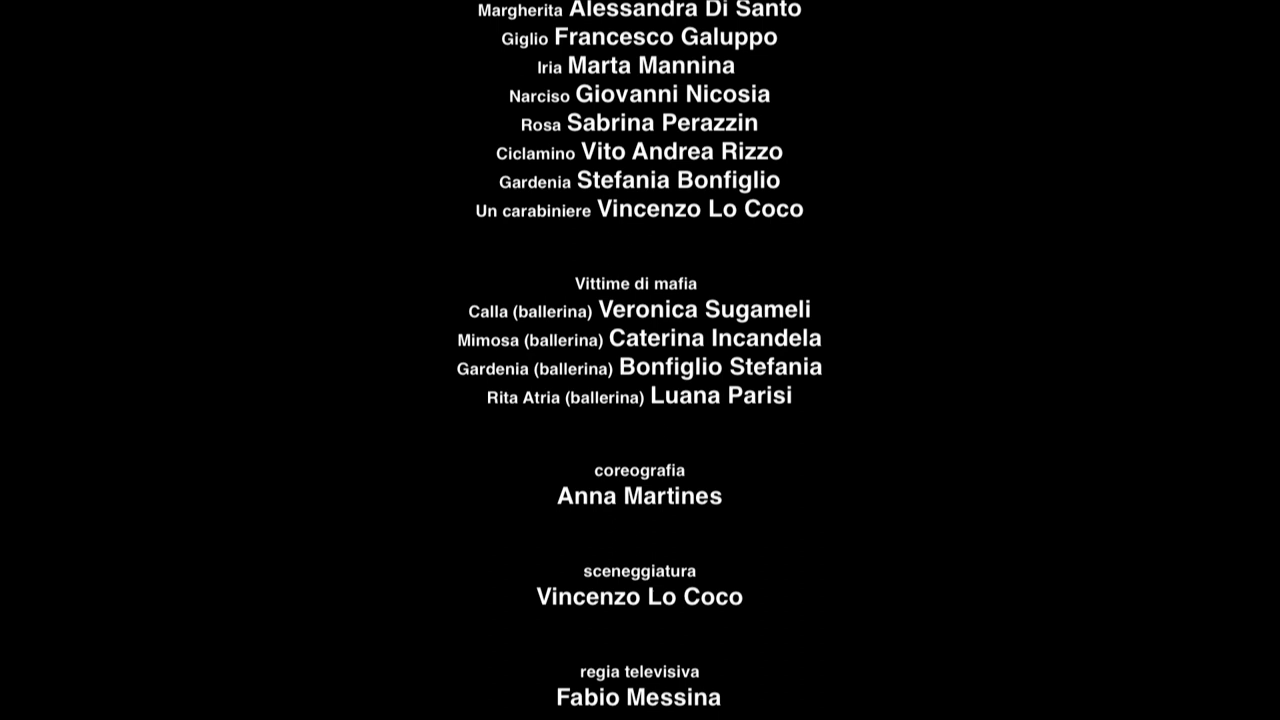 Margherita Alessandra Di Santo
Giglio Francesco Galuppo
Iria Marta Mannina
Narciso Giovanni Nicosia
Rosa Sabrina Perazzin
Ciclamino Vito Andrea Rizzo
Gardenia Stefania Bonfiglio
Un carabiniere Vincenzo Lo Coco
Vittime di mafia
Calla (ballerina) Veronica Sugameli
Mimosa (ballerina) Caterina Incandela
Gardenia (ballerina) Bonfiglio Stefania
Rita Atria (ballerina) Luana Parisi
coreografia
Anna Martines
sceneggiatura
Vincenzo Lo Coco
regia televisiva
Fabio Messina